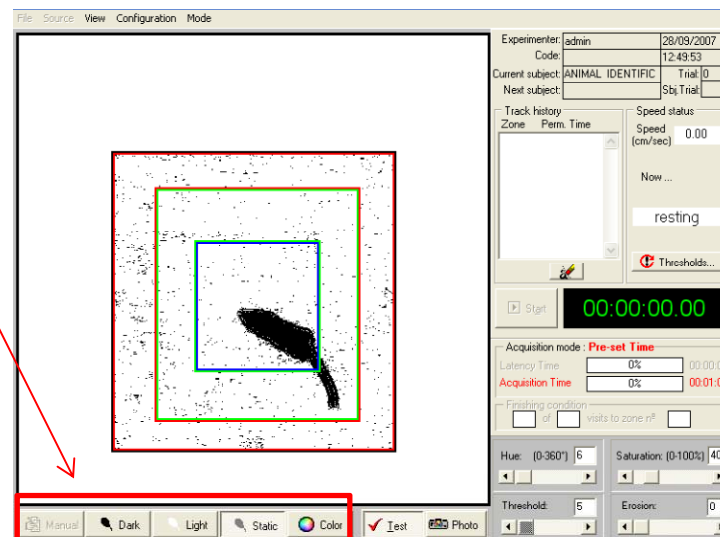 File Source View Configuration Mode
Experimenter: admin 28/09/2007
Code: 12:49:53
Current subject: ANIMAL IDENTIFIC Trial: 0
Next subject: Sbj.Trial:
Track history Speed status
Zone Perm. Time
Speed (cm/sec) 0.00
Now ...
resting
Thresholds...
Start 00:00:00.00
Acquisition mode : Pre-set Time
Latency Time 0% 00:00:0
Acquisition Time 0% 00:01:0
Finishing condition
of visits to zone nº
Hue: (0-360°) 6 Saturation: (0-100%) 40
Threshold: 5 Erosion: 0
Manual Dark Light Static Color Test Photo